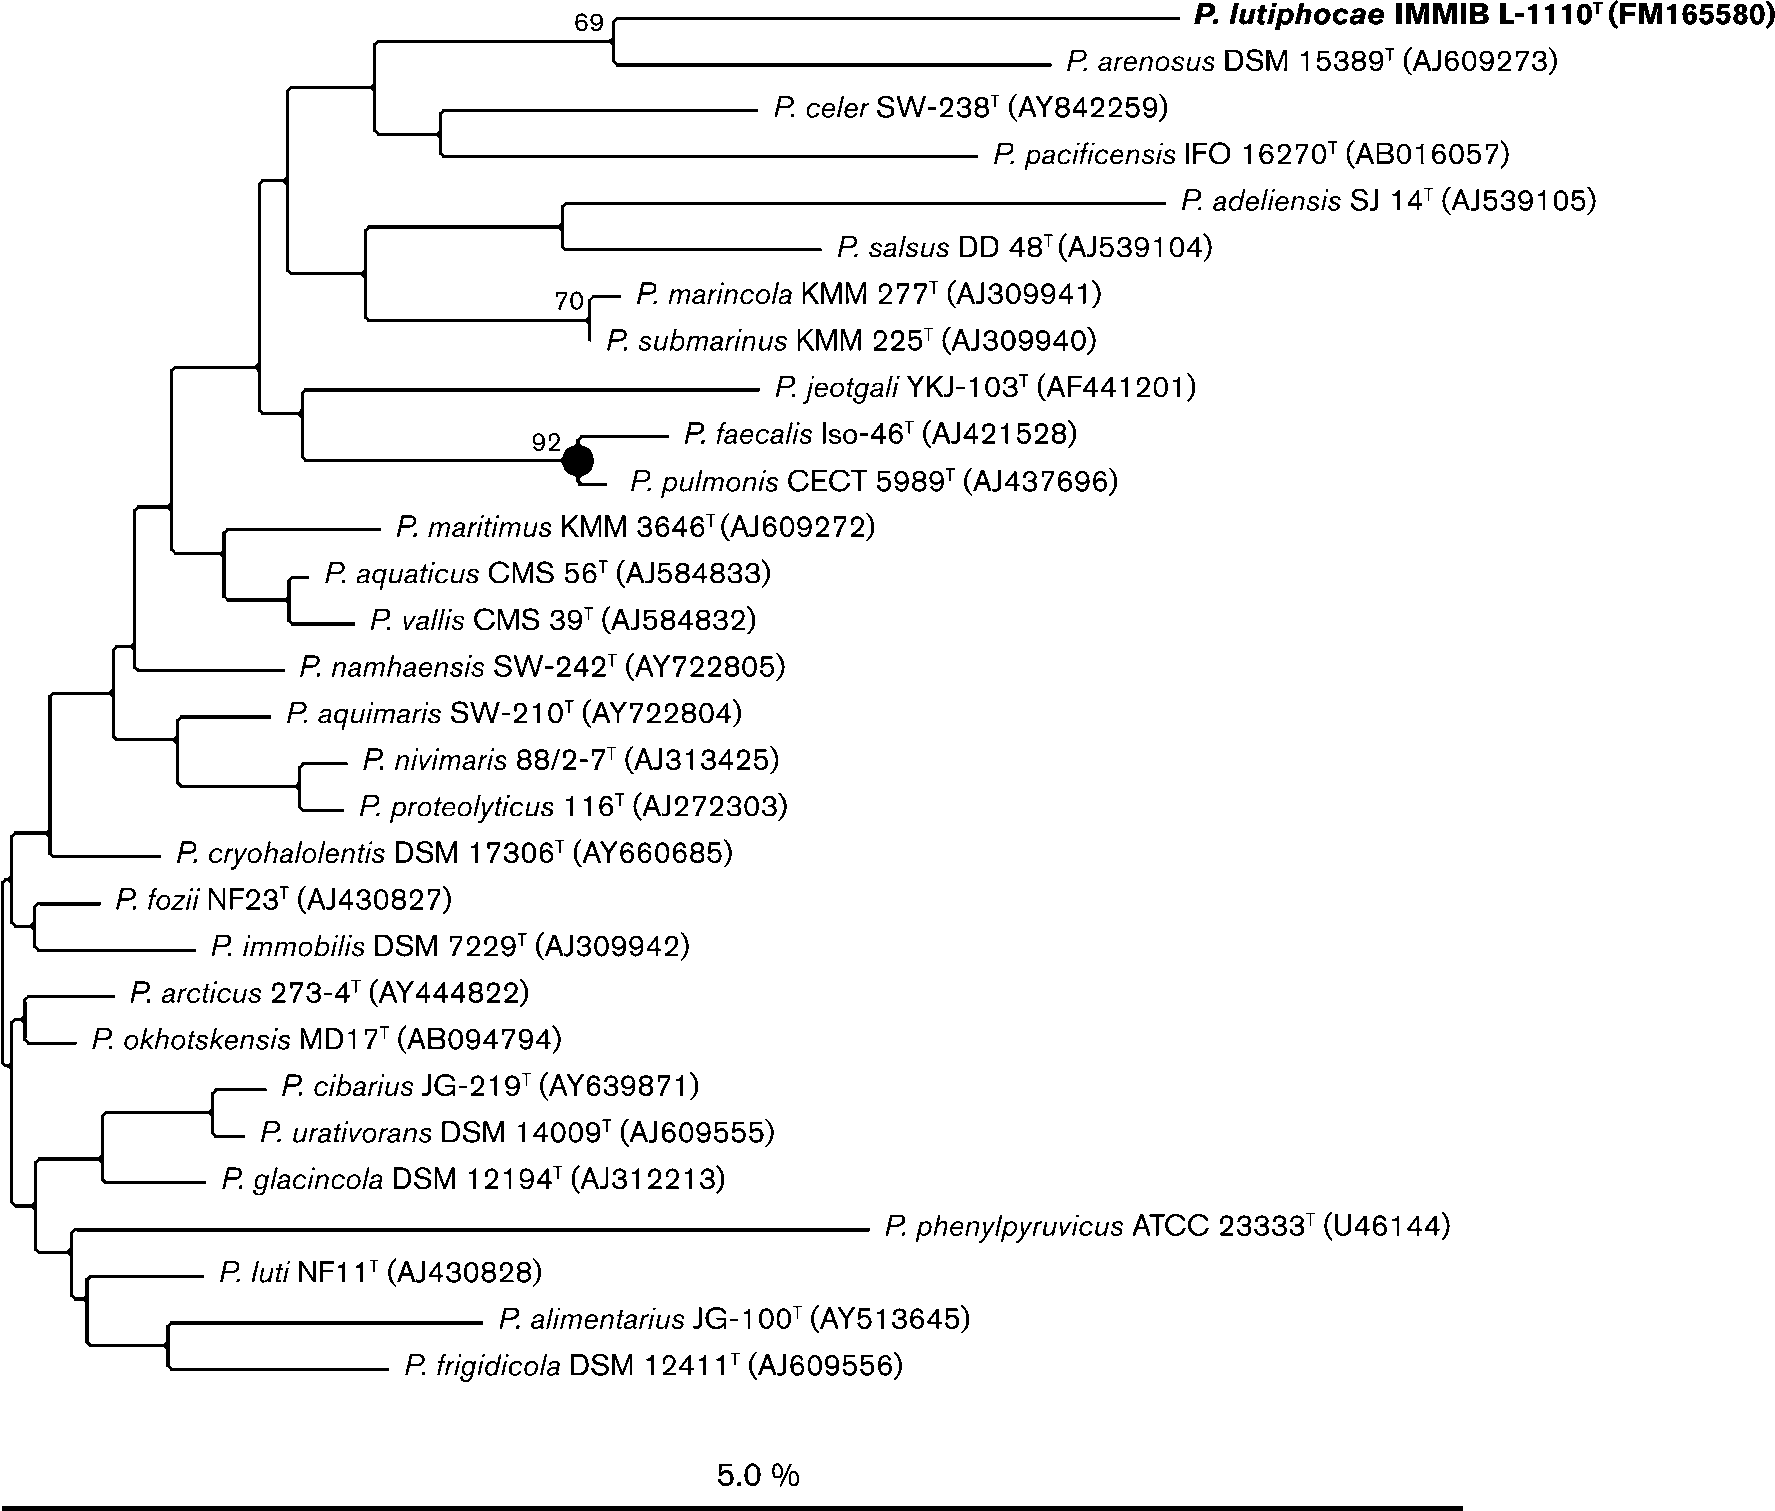 69
P. lutiphocae IMMIB L-1110ᵀ (FM165580)
P. arenosus DSM 15389ᵀ (AJ609273)
P. celer SW-238ᵀ (AY842259)
P. pacificensis IFO 16270ᵀ (AB016057)
P. adeliensis SJ 14ᵀ (AJ539105)
P. salsus DD 48ᵀ (AJ539104)
70
P. marincola KMM 277ᵀ (AJ309941)
P. submarinus KMM 225ᵀ (AJ309940)
P. jeotgali YKJ-103ᵀ (AF441201)
92
P. faecalis Iso-46ᵀ (AJ421528)
P. pulmonis CECT 5989ᵀ (AJ437696)
P. maritimus KMM 3646ᵀ (AJ609272)
P. aquaticus CMS 56ᵀ (AJ584833)
P. vallis CMS 39ᵀ (AJ584832)
P. namhaensis SW-242ᵀ (AY722805)
P. aquimaris SW-210ᵀ (AY722804)
P. nivimaris 88/2-7ᵀ (AJ313425)
P. proteolyticus 116ᵀ (AJ272303)
P. cryohalolentis DSM 17306ᵀ (AY660685)
P. fozii NF23ᵀ (AJ430827)
P. immobilis DSM 7229ᵀ (AJ309942)
P. arcticus 273-4ᵀ (AY444822)
P. okhotskensis MD17ᵀ (AB094794)
P. cibarius JG-219ᵀ (AY639871)
P. urativorans DSM 14009ᵀ (AJ609555)
P. glacincola DSM 12194ᵀ (AJ312213)
P. phenylpyruvicus ATCC 23333ᵀ (U46144)
P. luti NF11ᵀ (AJ430828)
P. alimentarius JG-100ᵀ (AY513645)
P. frigidicola DSM 12411ᵀ (AJ609556)
5.0 %